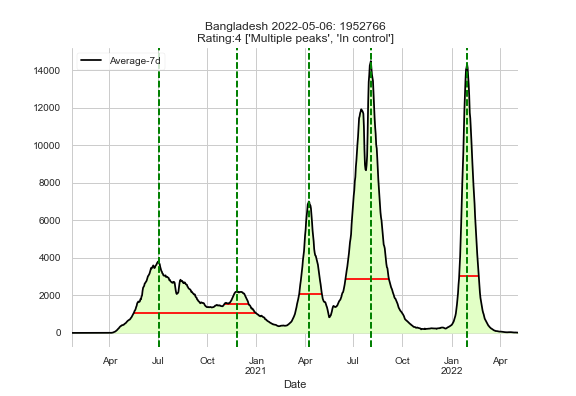 Bangladesh 2022-05-06: 1952766
Rating:4 ['Multiple peaks', 'In control']
Average-7d
14000
12000
10000
8000
6000
4000
2000
0
Apr Jul Oct Jan Apr Jul Oct Jan Apr
2021 2022
Date